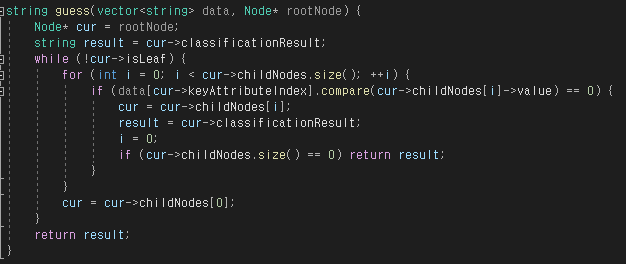 string guess(vector<string> data, Node* rootNode) {
    Node* cur = rootNode;
    string result = cur->classificationResult;
    while (!cur->isLeaf) {
        for (int i = 0; i < cur->childNodes.size(); ++i) {
            if (data[cur->keyAttributeIndex].compare(cur->childNodes[i]->value) == 0) {
                cur = cur->childNodes[i];
                result = cur->classificationResult;
                i = 0;
                if (cur->childNodes.size() == 0) return result;
            }
        }
        cur = cur->childNodes[0];
    }
    return result;
}